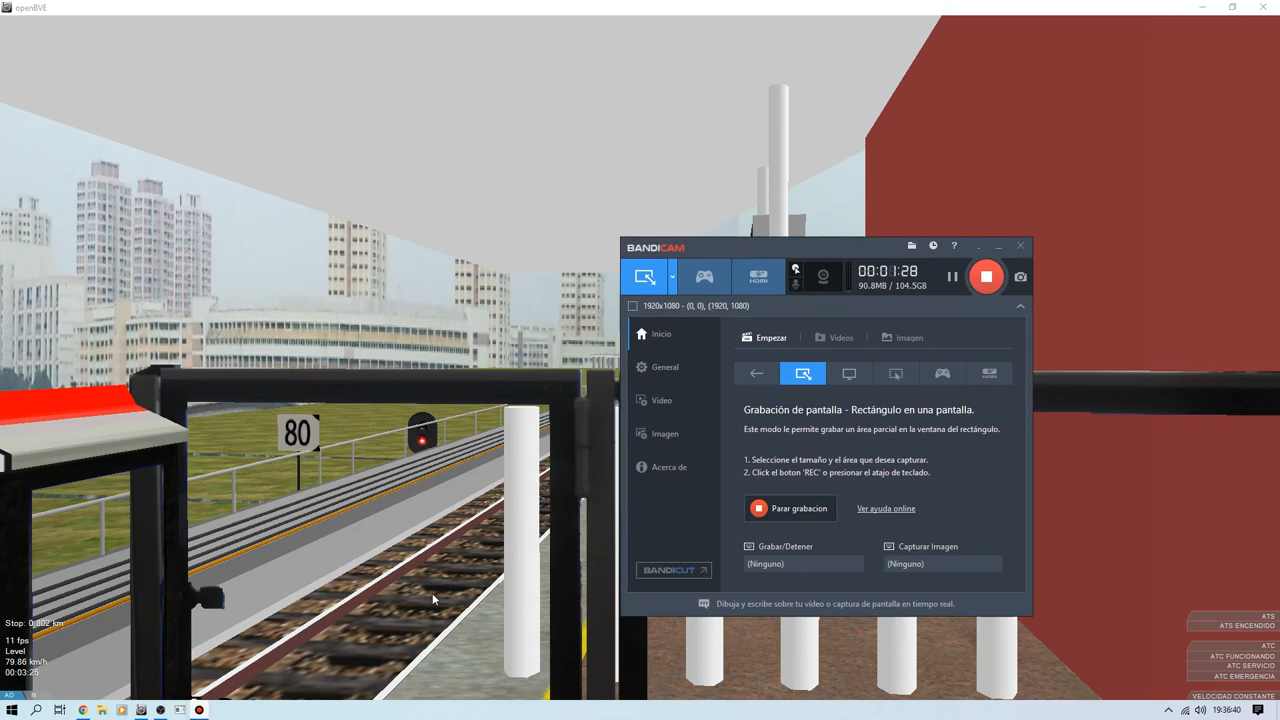 openBVE
BANDICAM
HDMI
00:01:28
90.8MB / 104.5GB
1920x1080 - (0, 0), (1920, 1080)
Inicio
General
Video
Imagen
Acerca de
BANDICUT
Empezar
Videos
Imagen
HDMI
Grabación de pantalla - Rectángulo en una pantalla.
Este modo le permite grabar un área parcial en la ventana del rectángulo.
1. Seleccione el tamaño y el área que desea capturar.
2. Click el boton 'REC' o presionar el atajo de teclado.
Parar grabacion
Ver ayuda online
Grabar/Detener
Capturar Imagen
(Ninguno)
(Ninguno)
Dibuja y escribe sobre tu vídeo o captura de pantalla en tiempo real.
80
Stop: 0,802 km
11 fps
Level
79.86 km/h
00:03:25
AD
N
ATS
ATS ENCENDIDO
ATC
ATC FUNCIONANDO
ATC SERVICIO
ATC EMERGENCIA
VELOCIDAD CONSTANTE
19:36:40